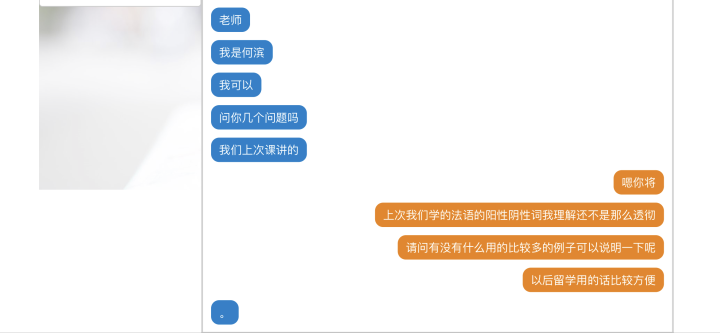 老师
我是何滨
我可以
问你几个问题吗
我们上次课讲的
嗯你将
上次我们学的法语的阳性阴性词我理解还不是那么透彻
请问有没有什么用的比较多的例子可以说明一下呢
以后留学用的话比较方便
。